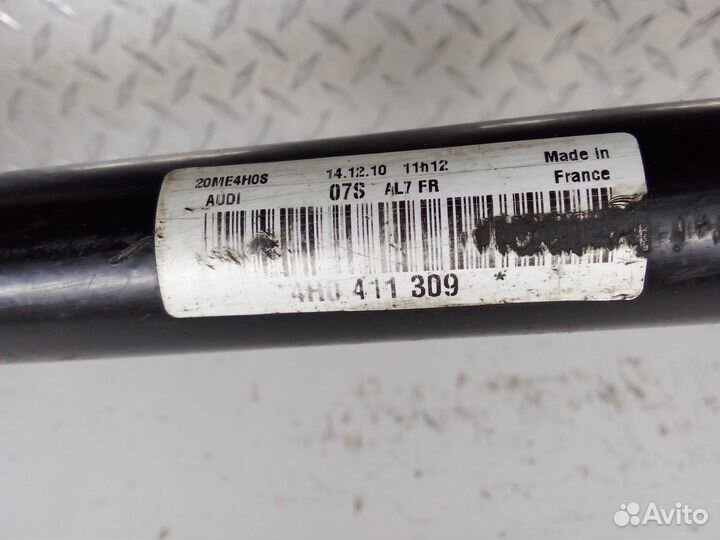 20ME4H0S 14.12.10 11h12 Made in
AUDI 07S AL7 FR France
*4H0 411 309 *
Avito